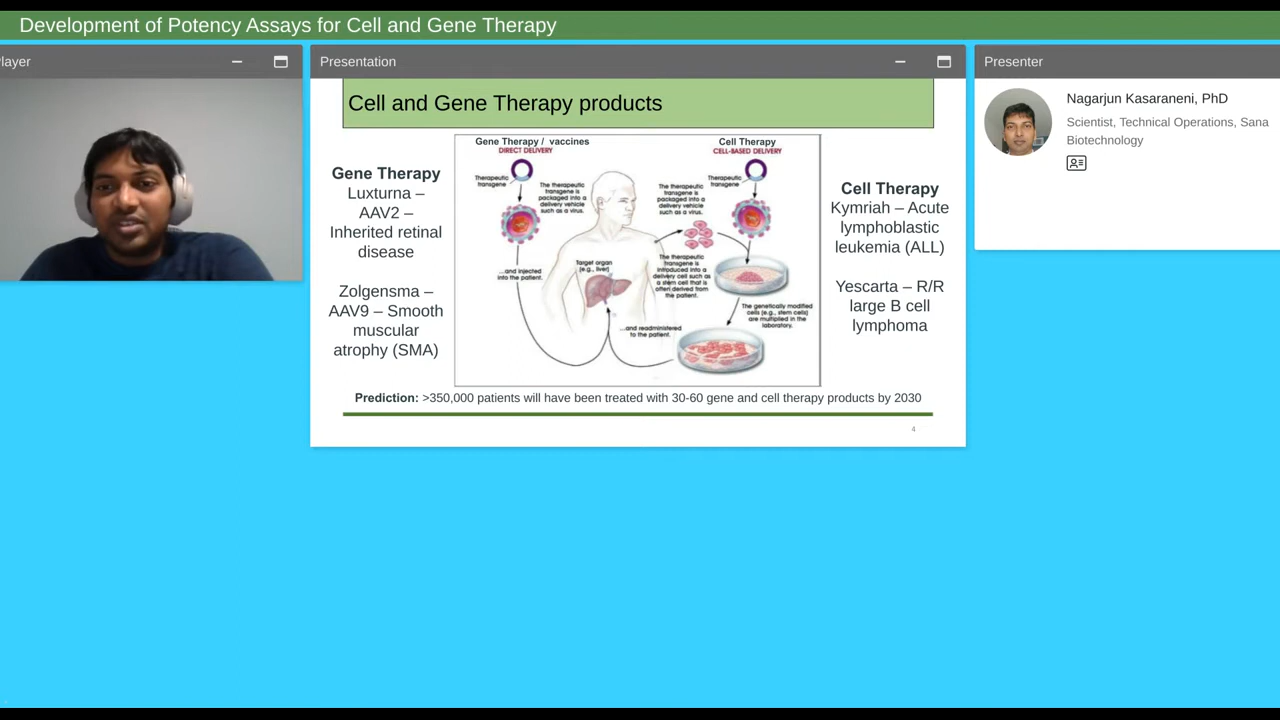 Development of Potency Assays for Cell and Gene Therapy
layer
Presentation
Presenter
Cell and Gene Therapy products
Nagarjun Kasaraneni, PhD
Scientist, Technical Operations, Sana
Biotechnology
Gene Therapy
Luxturna –
AAV2 –
Inherited retinal
disease
Zolgensma –
AAV9 – Smooth
muscular
atrophy (SMA)
Gene Therapy / vaccines
DIRECT DELIVERY
Therapeutic
transgene
The therapeutic
transgene is
packaged into a
delivery vehicle
such as a virus.
...and injected
into the patient.
Target organ
(e.g., liver)
Cell Therapy
CELL-BASED DELIVERY
Therapeutic
transgene
The therapeutic
transgene is
packaged into a
delivery vehicle
such as a virus.
The therapeutic
transgene is
introduced into a
delivery cell such as
a stem cell that is
often derived from
the patient.
The genetically modified
cells (e.g., stem cells)
are multiplied in the
laboratory.
...and readministered
to the patient.
Cell Therapy
Kymriah – Acute
lymphoblastic
leukemia (ALL)
Yescarta – R/R
large B cell
lymphoma
Prediction: >350,000 patients will have been treated with 30-60 gene and cell therapy products by 2030
4